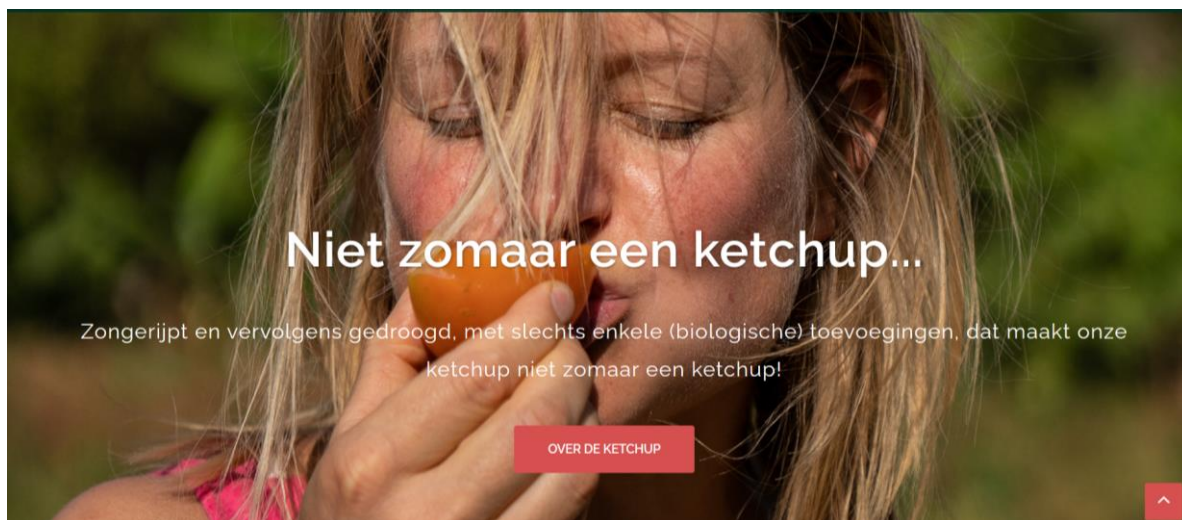 Niet zomaar een ketchup...
Zongerijpt en vervolgens gedroogd, met slechts enkele (biologische) toevoegingen, dat maakt onze
ketchup niet zomaar een ketchup!
OVER DE KETCHUP